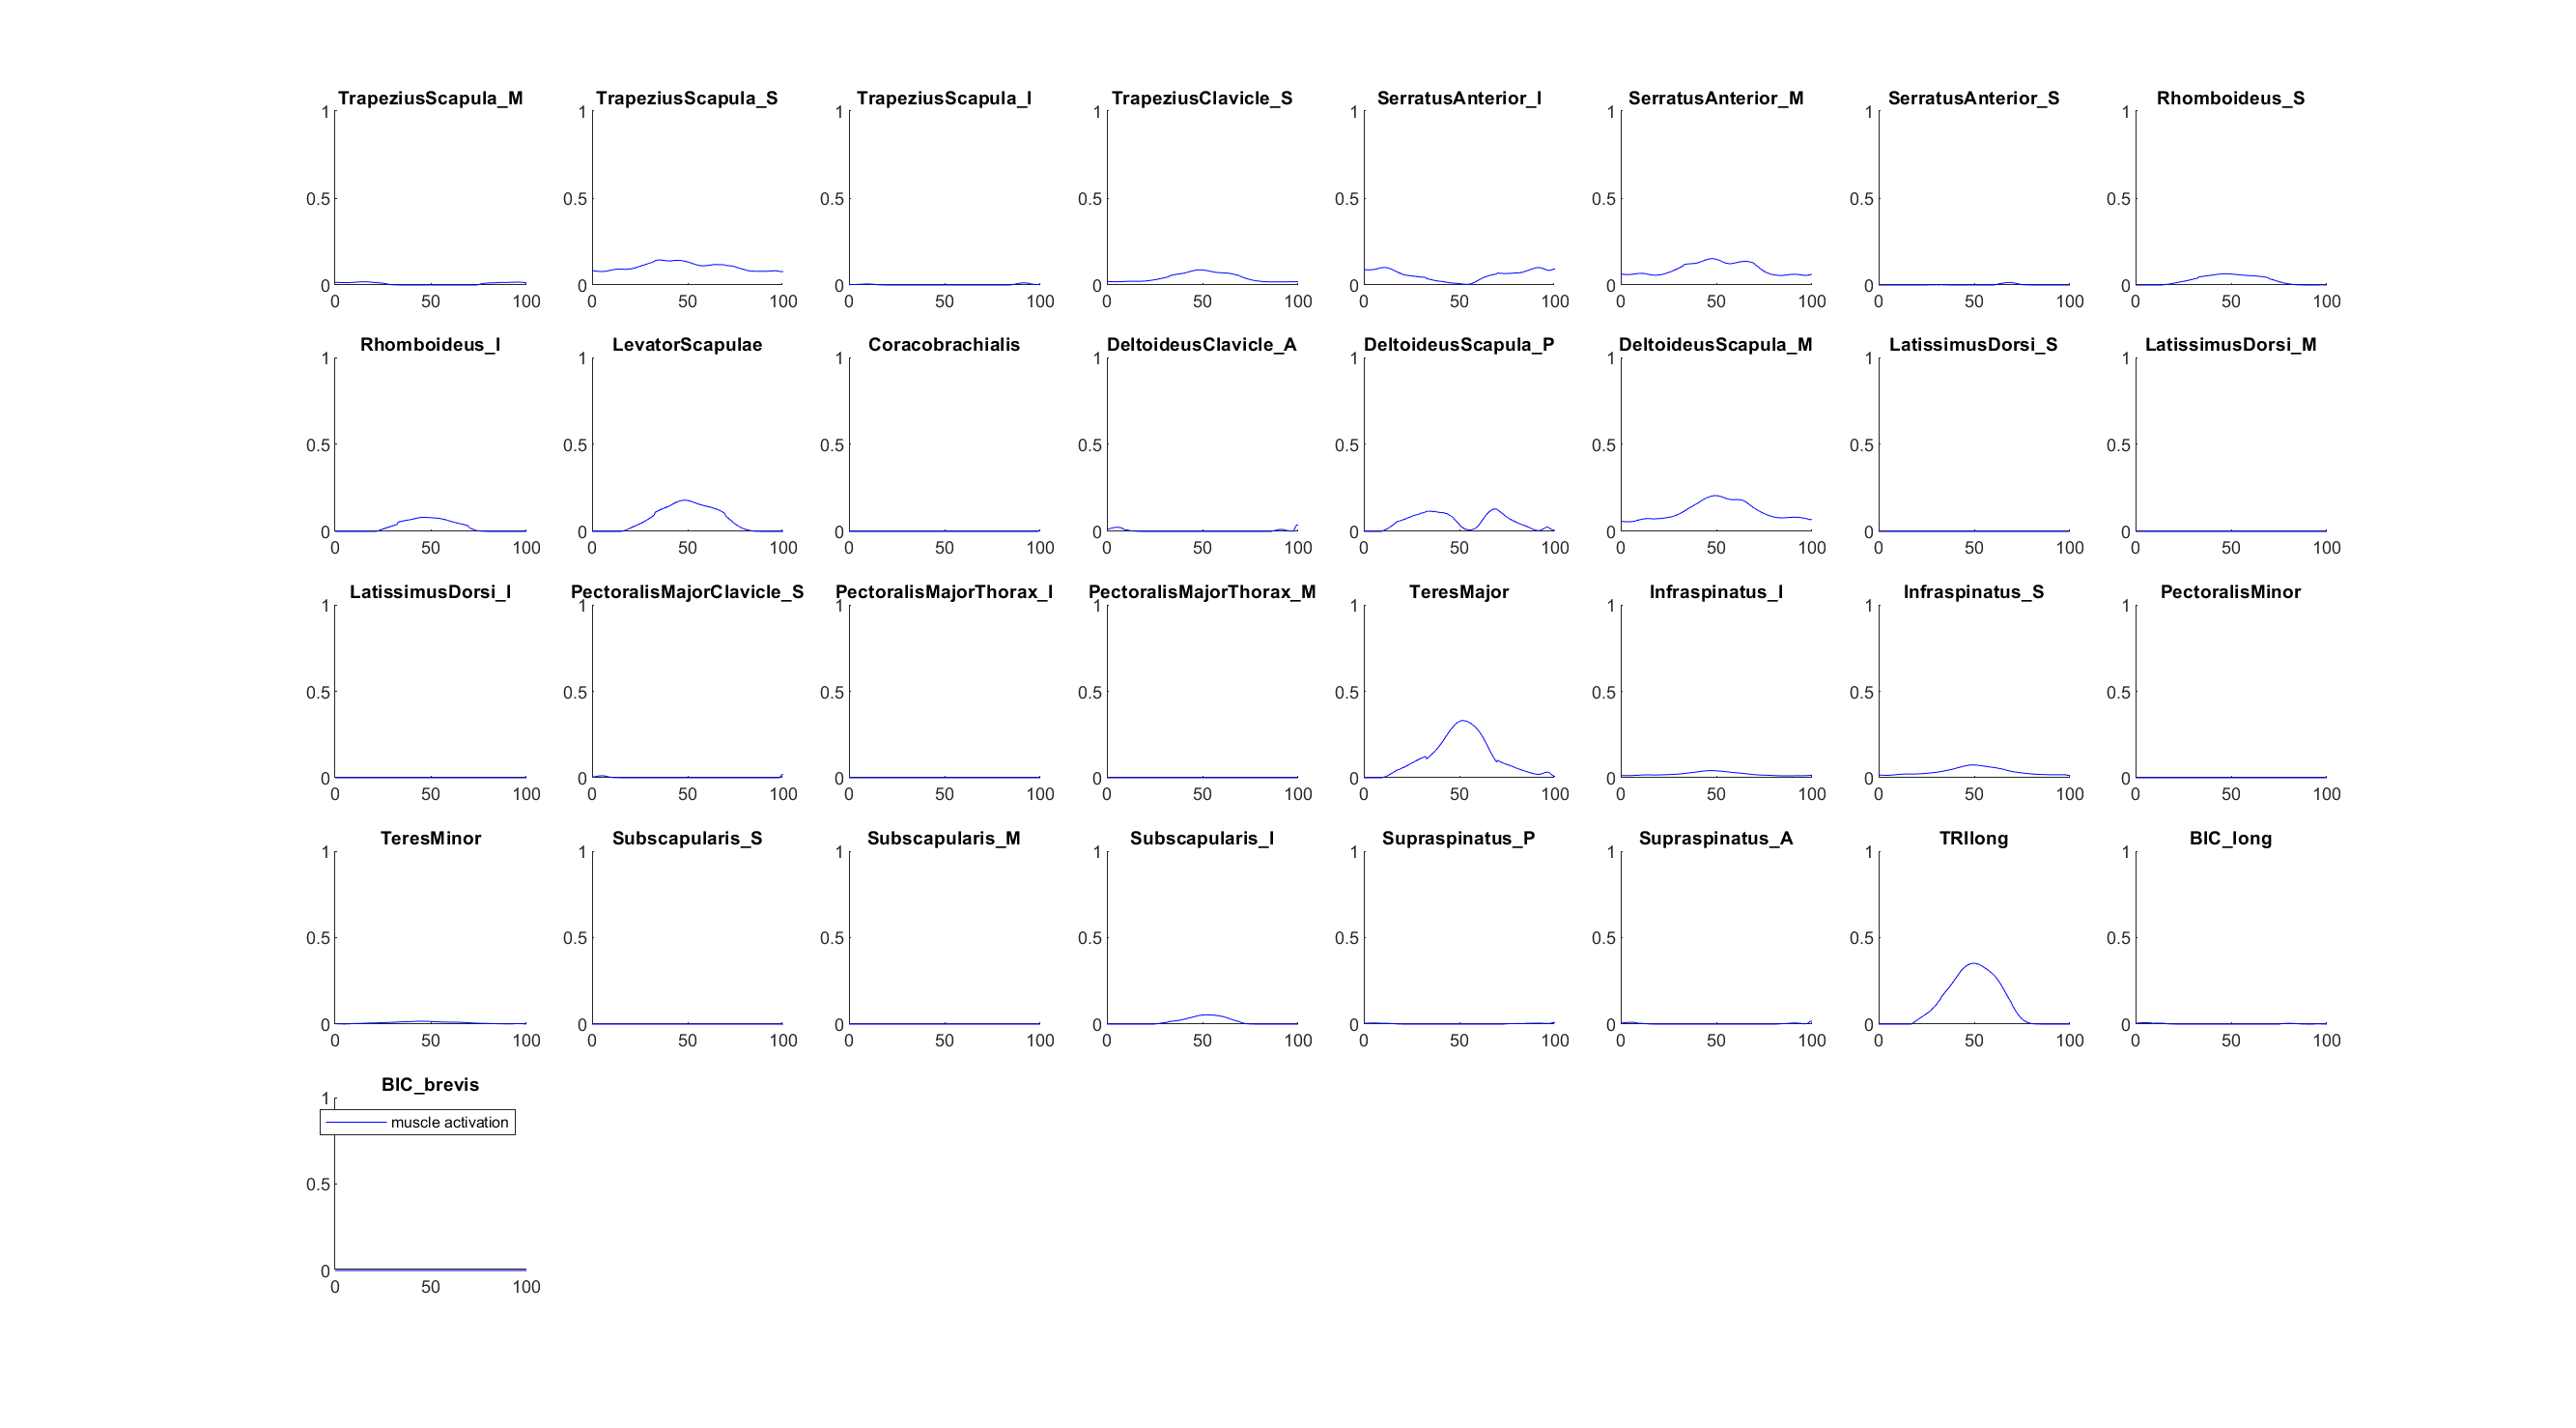 TrapeziusScapula_M TrapeziusScapula_S TrapeziusScapula_I TrapeziusClavicle_S SerratusAnterior_I SerratusAnterior_M SerratusAnterior_S Rhomboideus_S
1 1 1 1 1 1 1 1
0.5 0.5 0.5 0.5 0.5 0.5 0.5 0.5
0 0 0 0 0 0 0 0
0 50 100 0 50 100 0 50 100 0 50 100 0 50 100 0 50 100 0 50 100 0 50 100
Rhomboideus_I LevatorScapulae Coracobrachialis DeltoideusClavicle_A DeltoideusScapula_P DeltoideusScapula_M LatissimusDorsi_S LatissimusDorsi_M
1 1 1 1 1 1 1 1
0.5 0.5 0.5 0.5 0.5 0.5 0.5 0.5
0 0 0 0 0 0 0 0
0 50 100 0 50 100 0 50 100 0 50 100 0 50 100 0 50 100 0 50 100 0 50 100
LatissimusDorsi_I PectoralisMajorClavicle_S PectoralisMajorThorax_I PectoralisMajorThorax_M TeresMajor Infraspinatus_I Infraspinatus_S PectoralisMinor
1 1 1 1 1 1 1 1
0.5 0.5 0.5 0.5 0.5 0.5 0.5 0.5
0 0 0 0 0 0 0 0
0 50 100 0 50 100 0 50 100 0 50 100 0 50 100 0 50 100 0 50 100 0 50 100
TeresMinor Subscapularis_S Subscapularis_M Subscapularis_I Supraspinatus_P Supraspinatus_A TRIlong BIC_long
1 1 1 1 1 1 1 1
0.5 0.5 0.5 0.5 0.5 0.5 0.5 0.5
0 0 0 0 0 0 0 0
0 50 100 0 50 100 0 50 100 0 50 100 0 50 100 0 50 100 0 50 100 0 50 100
BIC_brevis
1
muscle activation
0.5
0
0 50 100